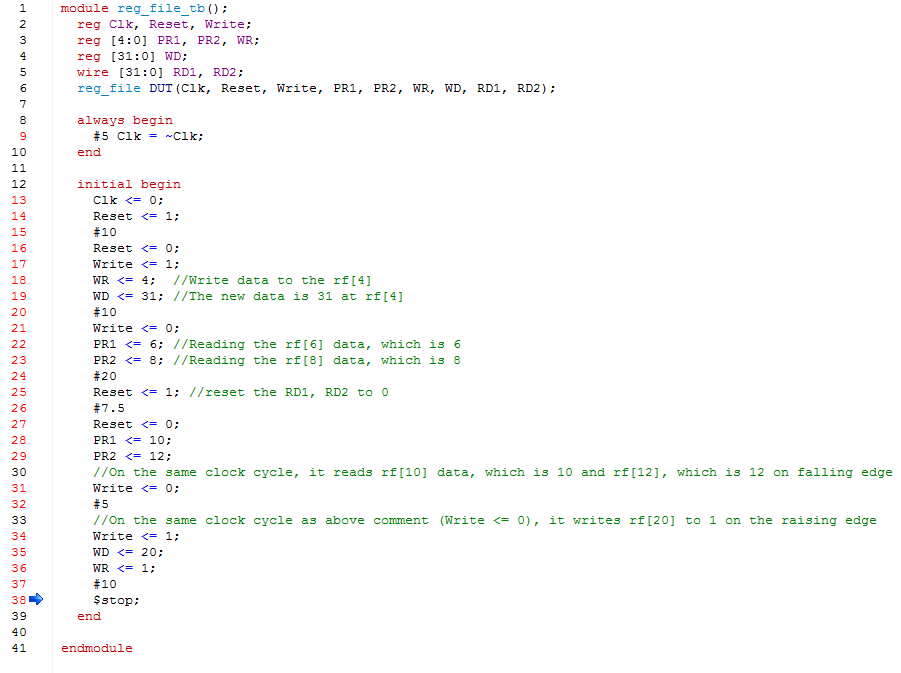 1 module reg_file_tb();
2 reg Clk, Reset, Write;
3 reg [4:0] PR1, PR2, WR;
4 reg [31:0] WD;
5 wire [31:0] RD1, RD2;
6 reg_file DUT(Clk, Reset, Write, PR1, PR2, WR, WD, RD1, RD2);
7
8 always begin
9 #5 Clk = ~Clk;
10 end
11
12 initial begin
13 Clk <= 0;
14 Reset <= 1;
15 #10
16 Reset <= 0;
17 Write <= 1;
18 WR <= 4; //Write data to the rf[4]
19 WD <= 31; //The new data is 31 at rf[4]
20 #10
21 Write <= 0;
22 PR1 <= 6; //Reading the rf[6] data, which is 6
23 PR2 <= 8; //Reading the rf[8] data, which is 8
24 #20
25 Reset <= 1; //reset the RD1, RD2 to 0
26 #7.5
27 Reset <= 0;
28 PR1 <= 10;
29 PR2 <= 12;
30 //On the same clock cycle, it reads rf[10] data, which is 10 and rf[12], which is 12 on falling edge
31 Write <= 0;
32 #5
33 //On the same clock cycle as above comment (Write <= 0), it writes rf[20] to 1 on the raising edge
34 Write <= 1;
35 WD <= 20;
36 WR <= 1;
37 #10
38 $stop;
39 end
40
41 endmodule